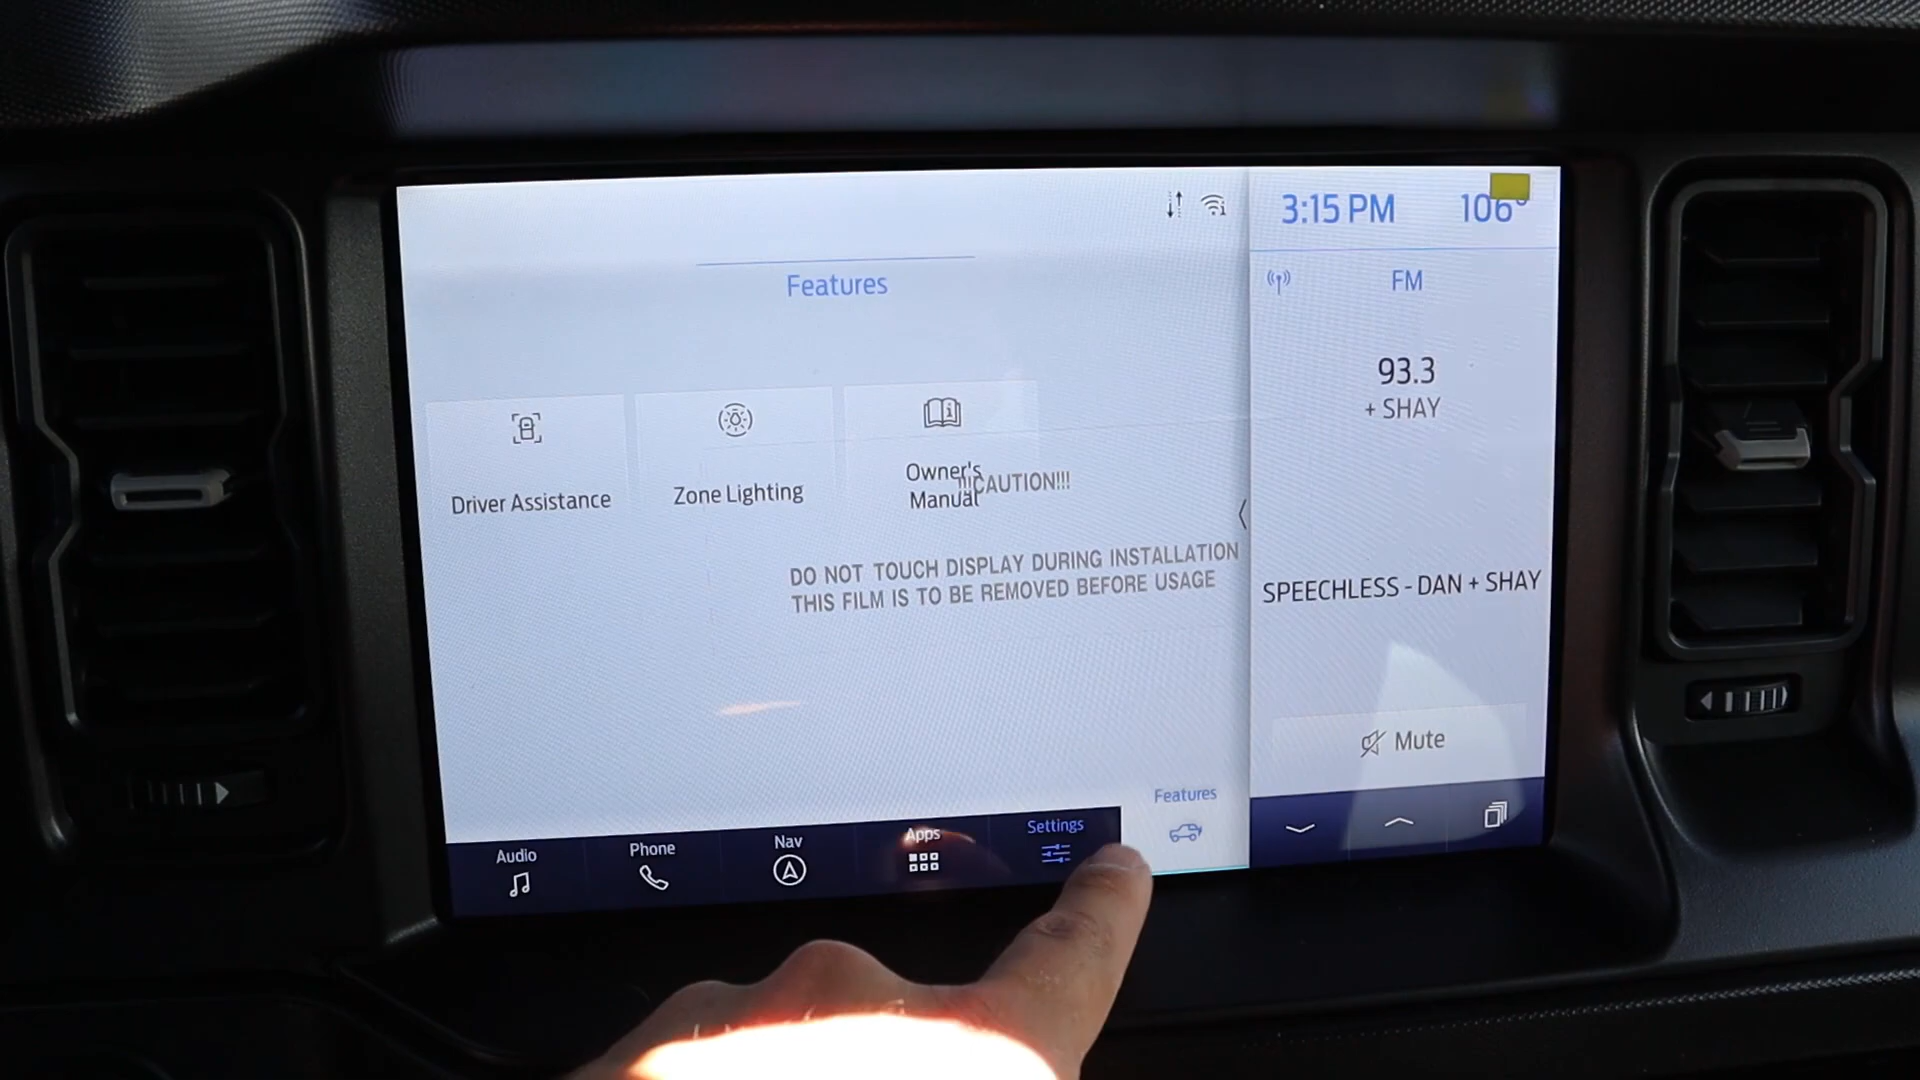 3:15 PM 106°
Features
FM
93.3
+ SHAY
Driver Assistance
Zone Lighting
Owner's
Manual
!!!CAUTION!!!
DO NOT TOUCH DISPLAY DURING INSTALLATION
THIS FILM IS TO BE REMOVED BEFORE USAGE
SPEECHLESS - DAN + SHAY
Mute
Audio
Phone
Nav
Apps
Settings
Features